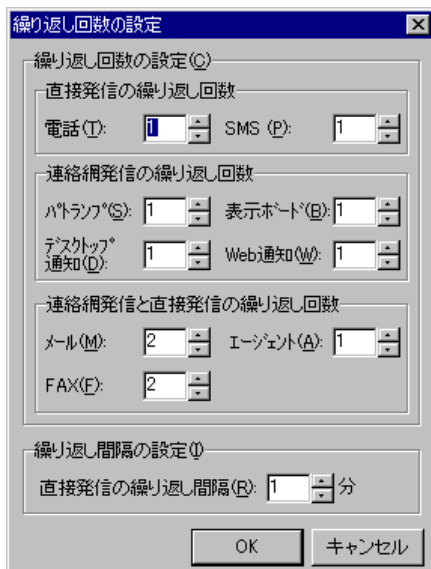 繰り返し回数の設定
繰り返し回数の設定(C)
直接発信の繰り返し回数
電話(T): 1 SMS (P): 1
連絡網発信の繰り返し回数
ﾊﾟﾄﾗﾝﾌﾟ(S): 1 表示ﾎﾞｰﾄﾞ(B): 1
ﾃﾞｽｸﾄｯﾌﾟ
通知(D): 1 Web通知(W): 1
連絡網発信と直接発信の繰り返し回数
ﾒｰﾙ(M): 2 ｴｰｼﾞｪﾝﾄ(A): 1
FAX(F): 2
繰り返し間隔の設定(I)
直接発信の繰り返し間隔(R): 1 分
OK キャンセル